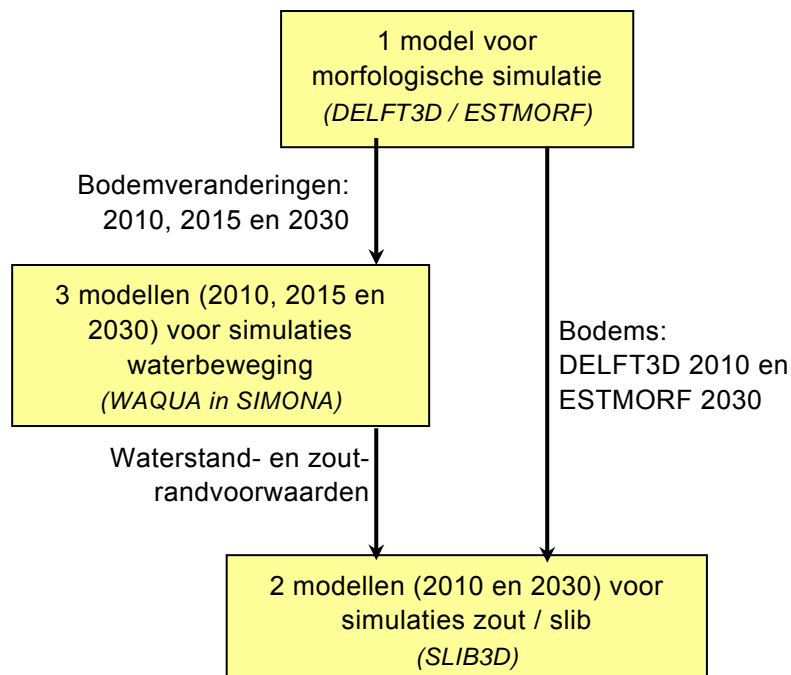 1 model voor
morfologische simulatie
(DELFT3D / ESTMORF)
Bodemveranderingen:
2010, 2015 en 2030
3 modellen (2010, 2015 en
2030) voor simulaties
waterbeweging
(WAQUA in SIMONA)
Bodems:
DELFT3D 2010 en
ESTMORF 2030
Waterstand- en zout-
randvoorwaarden
2 modellen (2010 en 2030) voor
simulaties zout / slib
(SLIB3D)